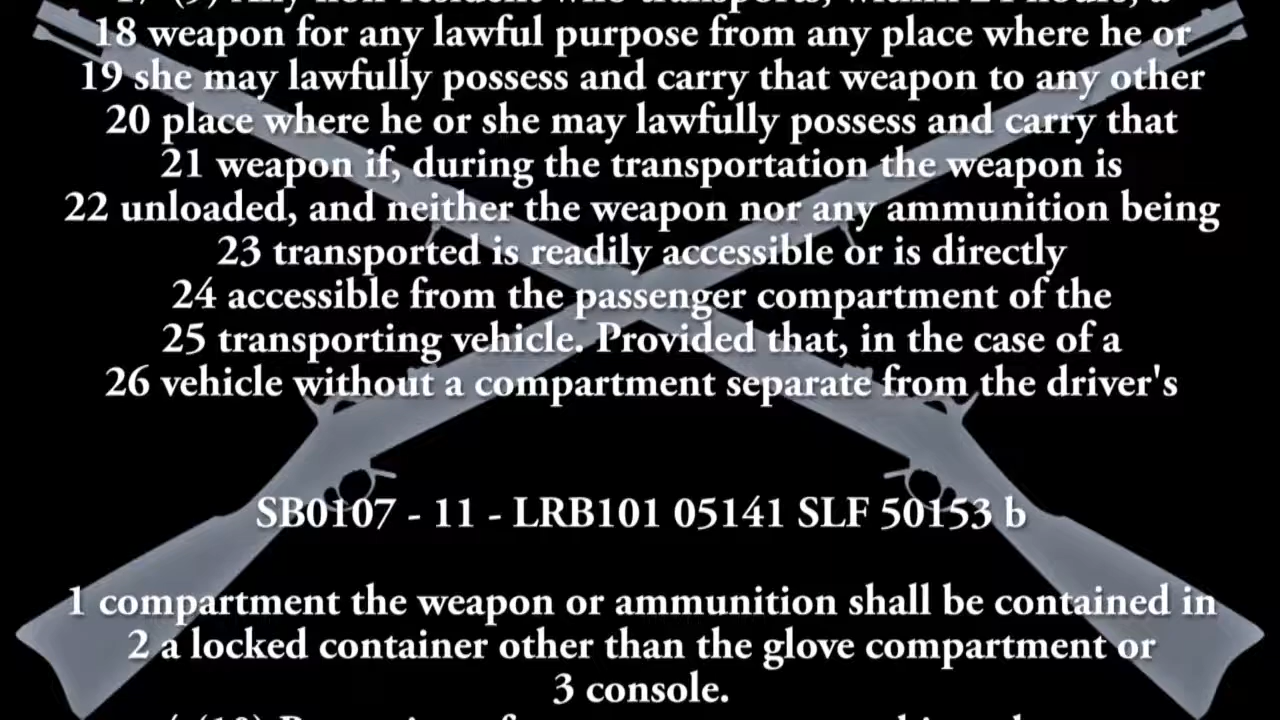 18 weapon for any lawful purpose from any place where he or
19 she may lawfully possess and carry that weapon to any other
20 place where he or she may lawfully possess and carry that
21 weapon if, during the transportation the weapon is
22 unloaded, and neither the weapon nor any ammunition being
23 transported is readily accessible or is directly
24 accessible from the passenger compartment of the
25 transporting vehicle. Provided that, in the case of a
26 vehicle without a compartment separate from the driver's
SB0107 - 11 - LRB101 05141 SLF 50153 b
1 compartment the weapon or ammunition shall be contained in
2 a locked container other than the glove compartment or
3 console.